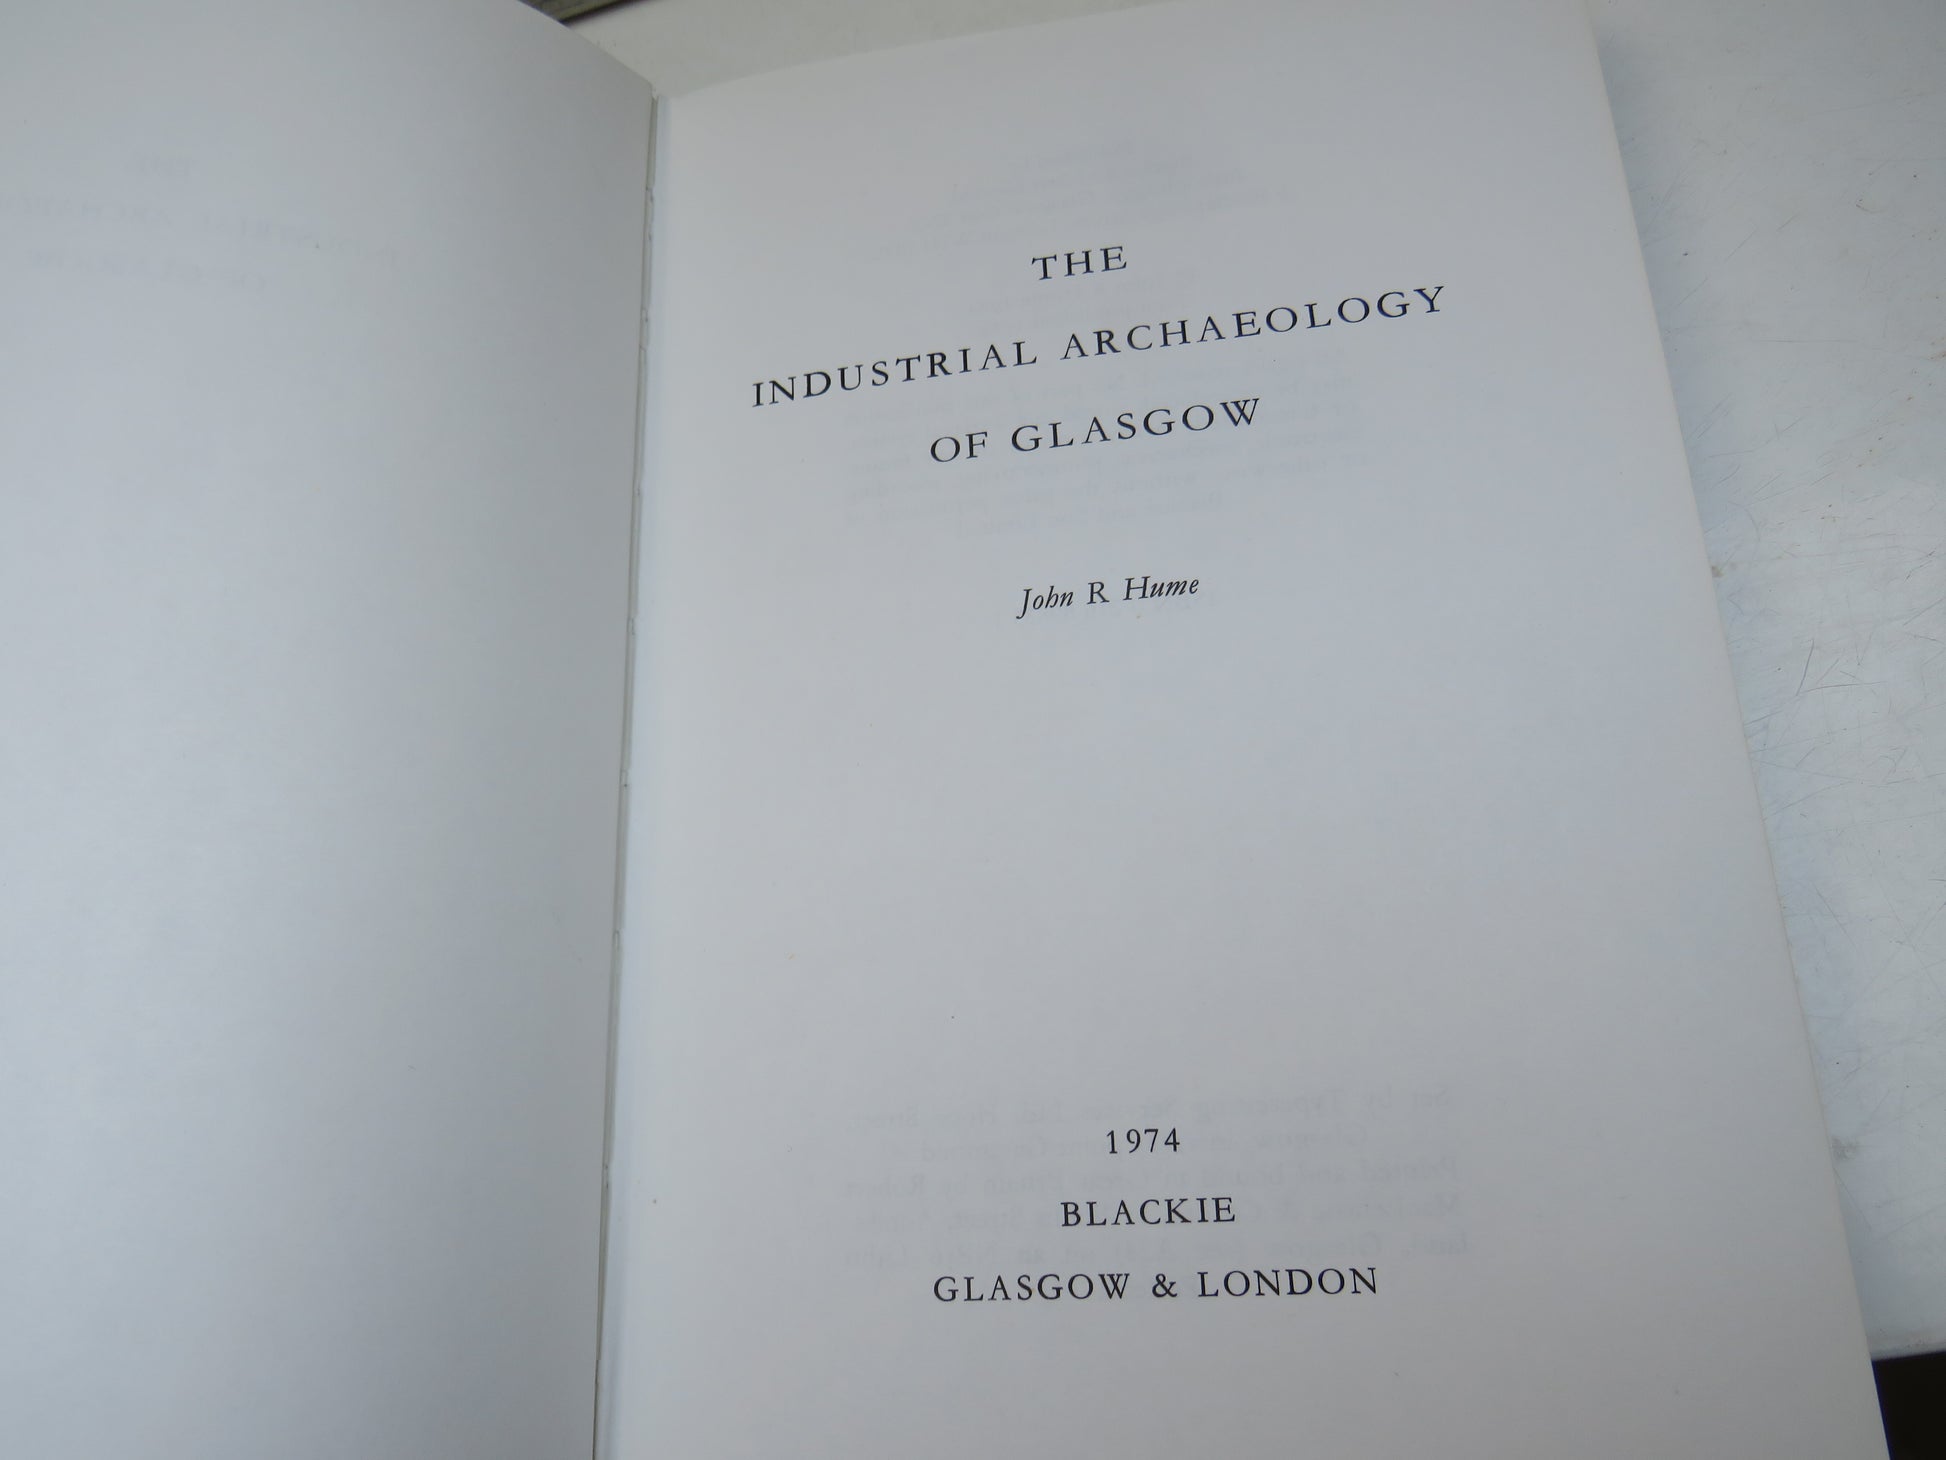 THE
INDUSTRIAL ARCHAEOLOGY
OF GLASGOW
John R Hume
1974
BLACKIE
GLASGOW & LONDON